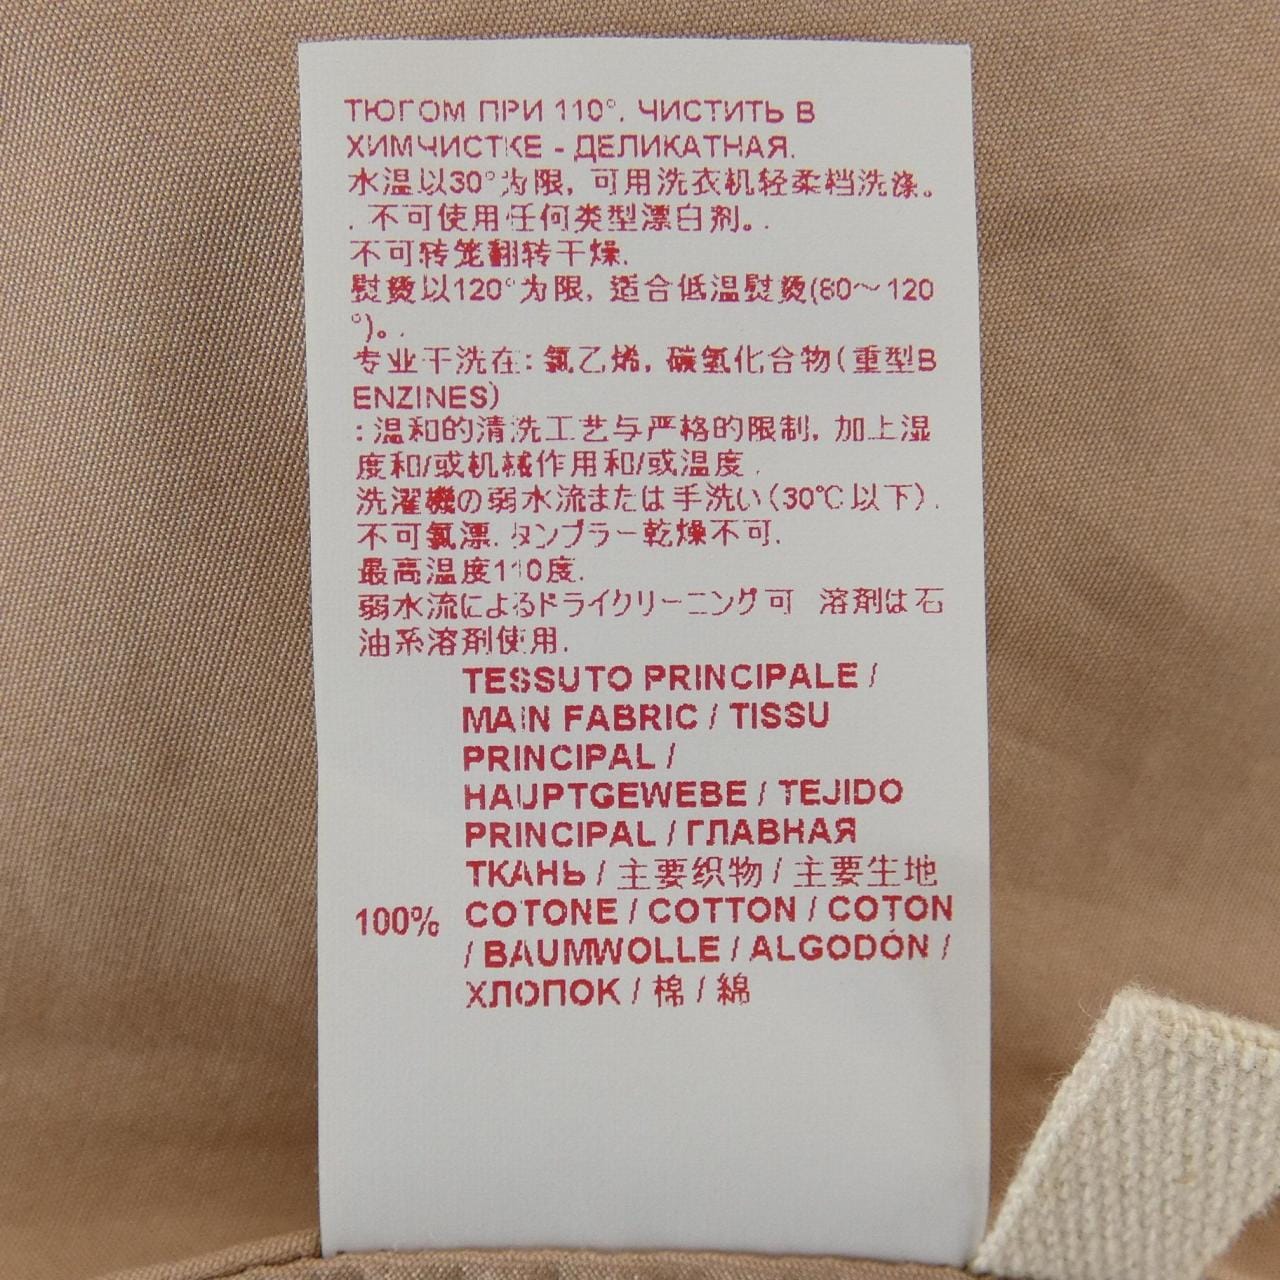 ТЮГОМ ПРИ 110°. ЧИСТИТЬ В
ХИМЧИСТКЕ - ДЕЛИКАТНАЯ.
水温以30°为限, 可用洗衣机轻柔档洗涤。
. 不可使用任何类型漂白剂。.
不可转笼翻转干燥.
熨烫以120°为限, 适合低温熨烫(80～120
°)。.
专业干洗在: 氯乙烯, 碳氢化合物(重型B
ENZINES)
: 温和的清洗工艺与严格的限制, 加上湿
度和/或机械作用和/或温度.
洗濯機の弱水流または手洗い(30℃以下).
不可氯漂. タンブラー乾燥不可.
最高温度110度.
弱水流によるドライクリーニング可 溶剤は石
油系溶剤使用.
TESSUTO PRINCIPALE /
MAIN FABRIC / TISSU
PRINCIPAL /
HAUPTGEWEBE / TEJIDO
PRINCIPAL / ГЛАВНАЯ
ТКАНЬ / 主要织物 / 主要生地
100% COTONE / COTTON / COTON
/ BAUMWOLLE / ALGODÓN /
ХЛОПОК / 棉 / 綿